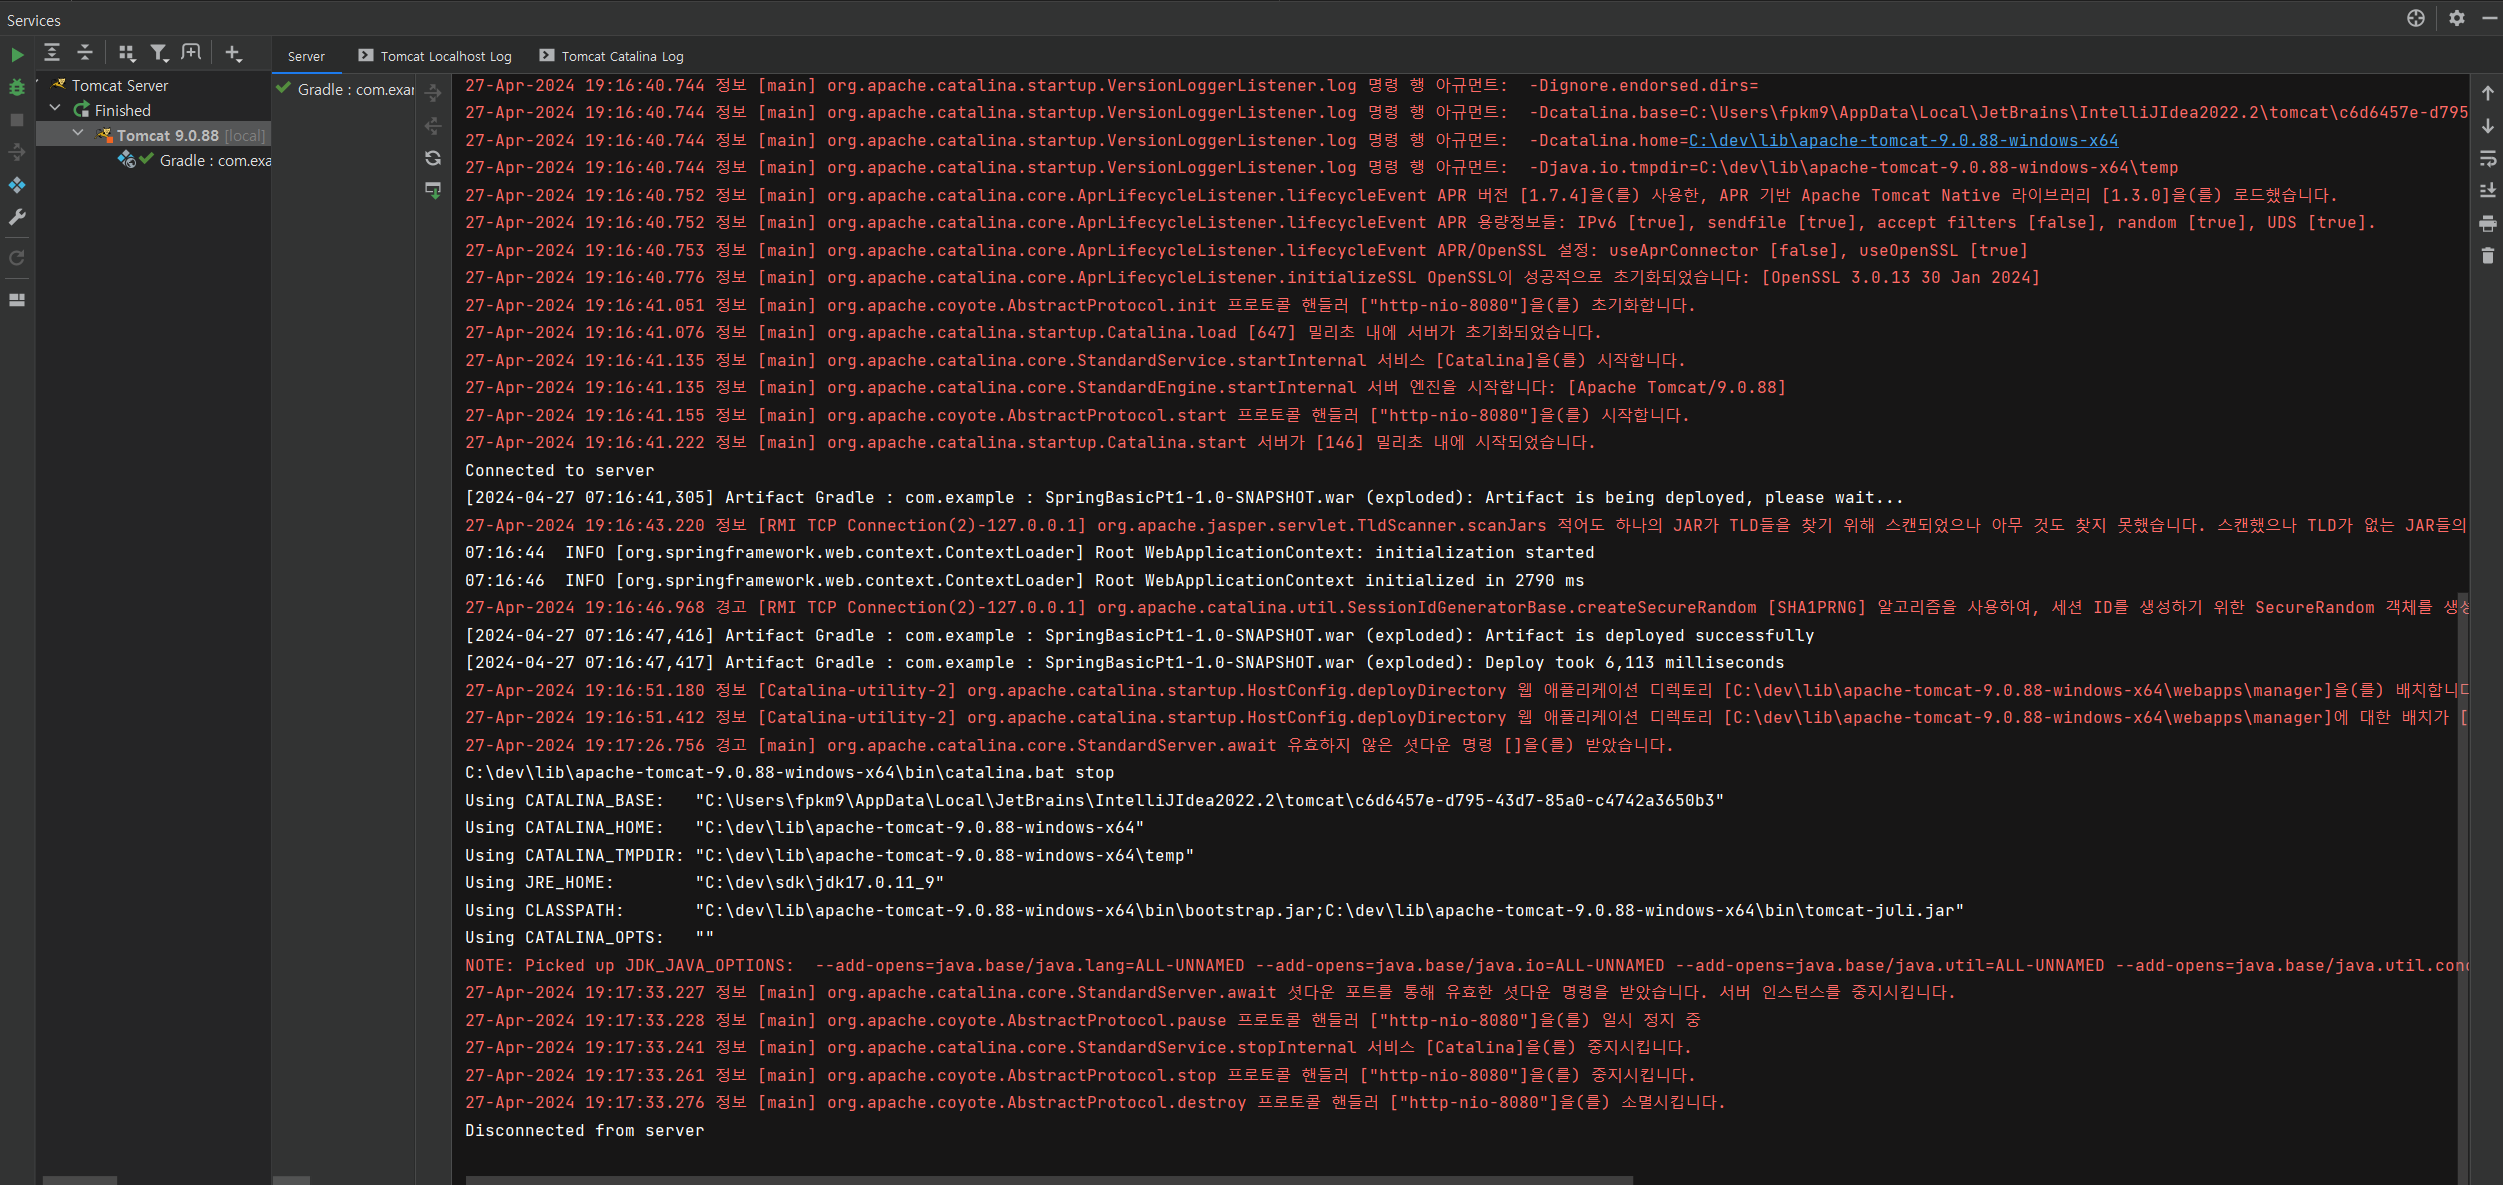 Services
Server
Tomcat Localhost Log
Tomcat Catalina Log
Tomcat Server
Finished
Tomcat 9.0.88 [local]
Gradle : com.exa
Gradle : com.exar
27-Apr-2024 19:16:40.744 정보 [main] org.apache.catalina.startup.VersionLoggerListener.log 명령 행 아규먼트:  -Dignore.endorsed.dirs=
27-Apr-2024 19:16:40.744 정보 [main] org.apache.catalina.startup.VersionLoggerListener.log 명령 행 아규먼트:  -Dcatalina.base=C:\Users\fpkm9\AppData\Local\JetBrains\IntelliJIdea2022.2\tomcat\c6d6457e-d795
27-Apr-2024 19:16:40.744 정보 [main] org.apache.catalina.startup.VersionLoggerListener.log 명령 행 아규먼트:  -Dcatalina.home=C:\dev\lib\apache-tomcat-9.0.88-windows-x64
27-Apr-2024 19:16:40.744 정보 [main] org.apache.catalina.startup.VersionLoggerListener.log 명령 행 아규먼트:  -Djava.io.tmpdir=C:\dev\lib\apache-tomcat-9.0.88-windows-x64\temp
27-Apr-2024 19:16:40.752 정보 [main] org.apache.catalina.core.AprLifecycleListener.lifecycleEvent APR 버전 [1.7.4]을(를) 사용한, APR 기반 Apache Tomcat Native 라이브러리 [1.3.0]을(를) 로드했습니다.
27-Apr-2024 19:16:40.752 정보 [main] org.apache.catalina.core.AprLifecycleListener.lifecycleEvent APR 용량정보들: IPv6 [true], sendfile [true], accept filters [false], random [true], UDS [true].
27-Apr-2024 19:16:40.753 정보 [main] org.apache.catalina.core.AprLifecycleListener.lifecycleEvent APR/OpenSSL 설정: useAprConnector [false], useOpenSSL [true]
27-Apr-2024 19:16:40.776 정보 [main] org.apache.catalina.core.AprLifecycleListener.initializeSSL OpenSSL이 성공적으로 초기화되었습니다: [OpenSSL 3.0.13 30 Jan 2024]
27-Apr-2024 19:16:41.051 정보 [main] org.apache.coyote.AbstractProtocol.init 프로토콜 핸들러 ["http-nio-8080"]을(를) 초기화합니다.
27-Apr-2024 19:16:41.076 정보 [main] org.apache.catalina.startup.Catalina.load [647] 밀리초 내에 서버가 초기화되었습니다.
27-Apr-2024 19:16:41.135 정보 [main] org.apache.catalina.core.StandardService.startInternal 서비스 [Catalina]을(를) 시작합니다.
27-Apr-2024 19:16:41.135 정보 [main] org.apache.catalina.core.StandardEngine.startInternal 서버 엔진을 시작합니다: [Apache Tomcat/9.0.88]
27-Apr-2024 19:16:41.155 정보 [main] org.apache.coyote.AbstractProtocol.start 프로토콜 핸들러 ["http-nio-8080"]을(를) 시작합니다.
27-Apr-2024 19:16:41.222 정보 [main] org.apache.catalina.startup.Catalina.start 서버가 [146] 밀리초 내에 시작되었습니다.
Connected to server
[2024-04-27 07:16:41,305] Artifact Gradle : com.example : SpringBasicPt1-1.0-SNAPSHOT.war (exploded): Artifact is being deployed, please wait...
27-Apr-2024 19:16:43.220 정보 [RMI TCP Connection(2)-127.0.0.1] org.apache.jasper.servlet.TldScanner.scanJars 적어도 하나의 JAR가 TLD들을 찾기 위해 스캔되었으나 아무 것도 찾지 못했습니다. 스캔했으나 TLD가 없는 JAR들의
07:16:44  INFO [org.springframework.web.context.ContextLoader] Root WebApplicationContext: initialization started
07:16:46  INFO [org.springframework.web.context.ContextLoader] Root WebApplicationContext initialized in 2790 ms
27-Apr-2024 19:16:46.968 경고 [RMI TCP Connection(2)-127.0.0.1] org.apache.catalina.util.SessionIdGeneratorBase.createSecureRandom [SHA1PRNG] 알고리즘을 사용하여, 세션 ID를 생성하기 위한 SecureRandom 객체를 생성
[2024-04-27 07:16:47,416] Artifact Gradle : com.example : SpringBasicPt1-1.0-SNAPSHOT.war (exploded): Artifact is deployed successfully
[2024-04-27 07:16:47,417] Artifact Gradle : com.example : SpringBasicPt1-1.0-SNAPSHOT.war (exploded): Deploy took 6,113 milliseconds
27-Apr-2024 19:16:51.180 정보 [Catalina-utility-2] org.apache.catalina.startup.HostConfig.deployDirectory 웹 애플리케이션 디렉토리 [C:\dev\lib\apache-tomcat-9.0.88-windows-x64\webapps\manager]을(를) 배치합니다
27-Apr-2024 19:16:51.412 정보 [Catalina-utility-2] org.apache.catalina.startup.HostConfig.deployDirectory 웹 애플리케이션 디렉토리 [C:\dev\lib\apache-tomcat-9.0.88-windows-x64\webapps\manager]에 대한 배치가 [
27-Apr-2024 19:17:26.756 경고 [main] org.apache.catalina.core.StandardServer.await 유효하지 않은 셧다운 명령 []을(를) 받았습니다.
C:\dev\lib\apache-tomcat-9.0.88-windows-x64\bin\catalina.bat stop
Using CATALINA_BASE:   "C:\Users\fpkm9\AppData\Local\JetBrains\IntelliJIdea2022.2\tomcat\c6d6457e-d795-43d7-85a0-c4742a3650b3"
Using CATALINA_HOME:   "C:\dev\lib\apache-tomcat-9.0.88-windows-x64"
Using CATALINA_TMPDIR: "C:\dev\lib\apache-tomcat-9.0.88-windows-x64\temp"
Using JRE_HOME:        "C:\dev\sdk\jdk17.0.11_9"
Using CLASSPATH:       "C:\dev\lib\apache-tomcat-9.0.88-windows-x64\bin\bootstrap.jar;C:\dev\lib\apache-tomcat-9.0.88-windows-x64\bin\tomcat-juli.jar"
Using CATALINA_OPTS:   ""
NOTE: Picked up JDK_JAVA_OPTIONS:  --add-opens=java.base/java.lang=ALL-UNNAMED --add-opens=java.base/java.io=ALL-UNNAMED --add-opens=java.base/java.util=ALL-UNNAMED --add-opens=java.base/java.util.conc
27-Apr-2024 19:17:33.227 정보 [main] org.apache.catalina.core.StandardServer.await 셧다운 포트를 통해 유효한 셧다운 명령을 받았습니다. 서버 인스턴스를 중지시킵니다.
27-Apr-2024 19:17:33.228 정보 [main] org.apache.coyote.AbstractProtocol.pause 프로토콜 핸들러 ["http-nio-8080"]을(를) 일시 정지 중
27-Apr-2024 19:17:33.241 정보 [main] org.apache.catalina.core.StandardService.stopInternal 서비스 [Catalina]을(를) 중지시킵니다.
27-Apr-2024 19:17:33.261 정보 [main] org.apache.coyote.AbstractProtocol.stop 프로토콜 핸들러 ["http-nio-8080"]을(를) 중지시킵니다.
27-Apr-2024 19:17:33.276 정보 [main] org.apache.coyote.AbstractProtocol.destroy 프로토콜 핸들러 ["http-nio-8080"]을(를) 소멸시킵니다.
Disconnected from server